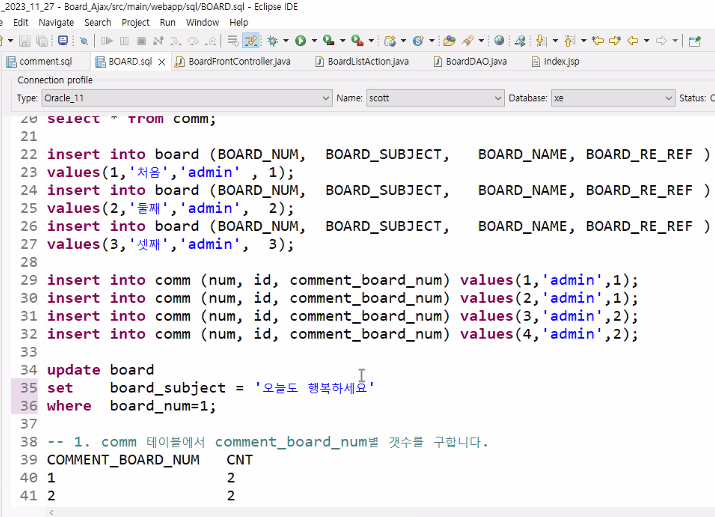 _2023_11_27 - Board_Ajax/src/main/webapp/sql/BOARD.sql - Eclipse IDE
Edit Navigate Search Project Run Window Help
comment.sql BOARD.sql BoardFrontController.java BoardListAction.java BoardDAO.java index.jsp
Connection profile
Type: Oracle_11 Name: scott Database: xe Status:
20 select * from comm;
21
22 insert into board (BOARD_NUM, BOARD_SUBJECT, BOARD_NAME, BOARD_RE_REF )
23 values(1,'처음','admin' , 1);
24 insert into board (BOARD_NUM, BOARD_SUBJECT, BOARD_NAME, BOARD_RE_REF )
25 values(2,'둘째','admin', 2);
26 insert into board (BOARD_NUM, BOARD_SUBJECT, BOARD_NAME, BOARD_RE_REF )
27 values(3,'셋째','admin', 3);
28
29 insert into comm (num, id, comment_board_num) values(1,'admin',1);
30 insert into comm (num, id, comment_board_num) values(2,'admin',1);
31 insert into comm (num, id, comment_board_num) values(3,'admin',2);
32 insert into comm (num, id, comment_board_num) values(4,'admin',2);
33
34 update board
35 set board_subject = '오늘도 행복하세요'
36 where board_num=1;
37
38 -- 1. comm 테이블에서 comment_board_num별 갯수를 구합니다.
39 COMMENT_BOARD_NUM CNT
40 1 2
41 2 2